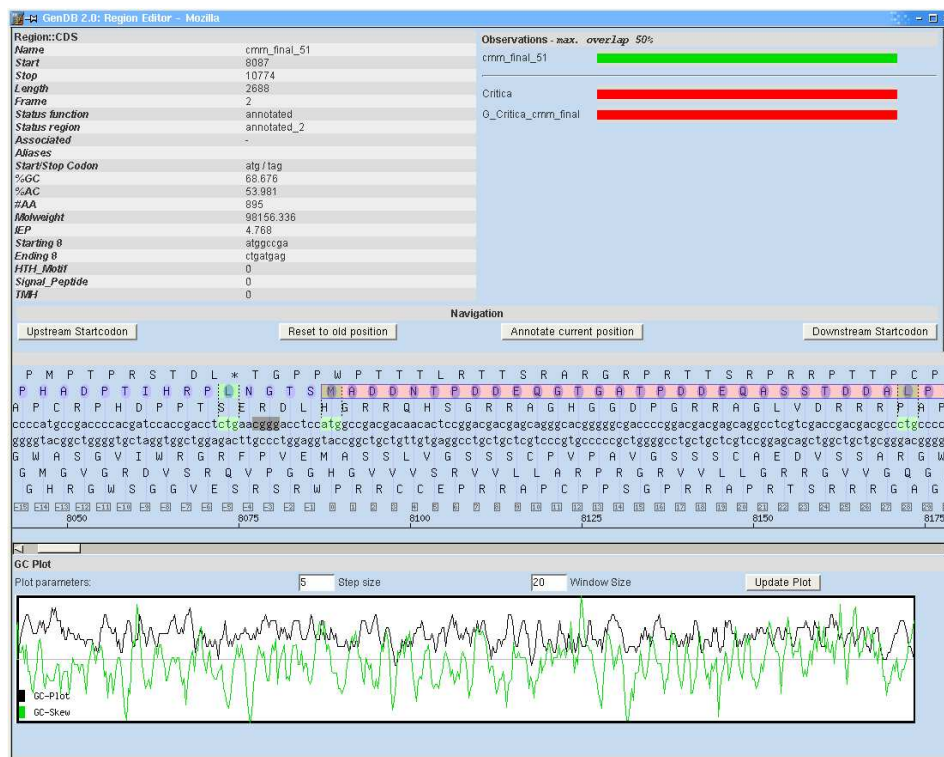 GenDB 2.0: Region Editor - Mozilla
Region::CDS
Name cmm_final_51
Start 8087
Stop 10774
Length 2688
Frame 2
Status function annotated
Status region annotated_2
Associated -
Aliases
Start/Stop Codon atg / tag
%GC 68.676
%AC 53.981
#AA 895
Molweight 98156.336
IEP 4.768
Starting 8 atggccga
Ending 8 ctgatgag
HTH_Motif 0
Signal_Peptide 0
TMH 0
Observations - max. overlap 50%
cmm_final_51
Critica
G_Critica_cmm_final
Navigation
Upstream Startcodon Reset to old position Annotate current position Downstream Startcodon
P M P T P R S T D L * T G P P W P T T T L R T T S R A R G R P R T T S R P R R P T T P C P
P H A D P T I H R P L N G T S M A D D N T P D D E Q G T G A T P D D E Q A S S T D D A L P
A P C R P H D P P T S E R D L H G R R Q H S G R R A G H G G D P G R R A G L V D R R R P A P
8050 8075 8100 8125 8150 8175
GC Plot
Plot parameters: 5 Step size 20 Window Size Update Plot
GC-Plot
GC-Skew